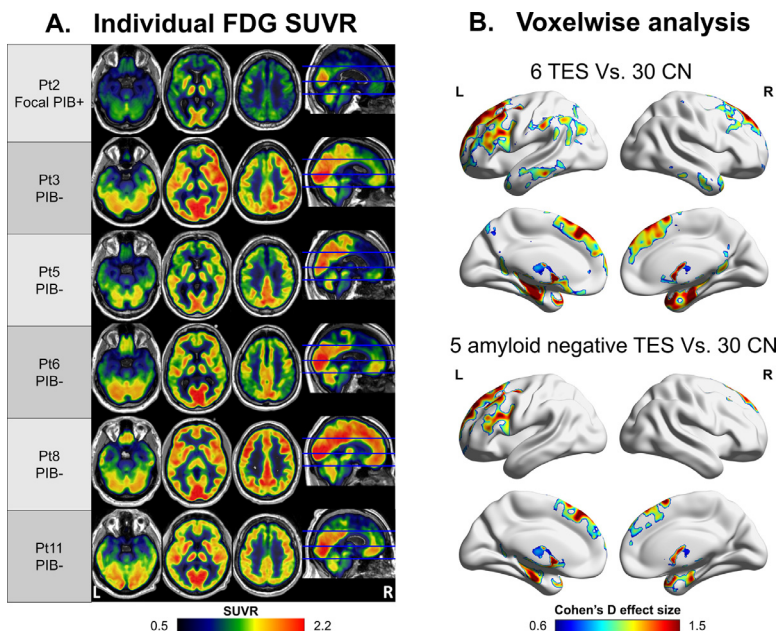 A. Individual FDG SUVR
Pt2
Focal PIB+
Pt3
PIB-
Pt5
PIB-
Pt6
PIB-
Pt8
PIB-
Pt11
PIB-
L
R
SUVR
0.5
2.2
B. Voxelwise analysis
6 TES Vs. 30 CN
L
R
5 amyloid negative TES Vs. 30 CN
L
R
Cohen's D effect size
0.6
1.5